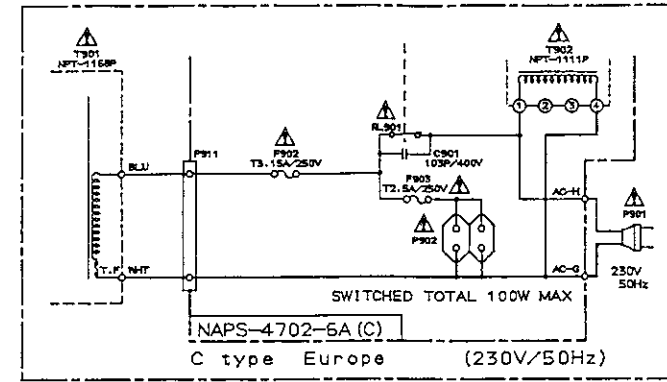 T901
NPT-1168P
T902
NPT-1111P
1 2 3 4
RL901
C901
103P/400V
P911
BLU
F902
T3.15A/250V
F903
T2.5A/250V
P902
AC-H
P901
T.F WHT
AC-G
230V
50Hz
SWITCHED TOTAL 100W MAX
NAPS-4702-6A (C)
C type Europe (230V/50Hz)